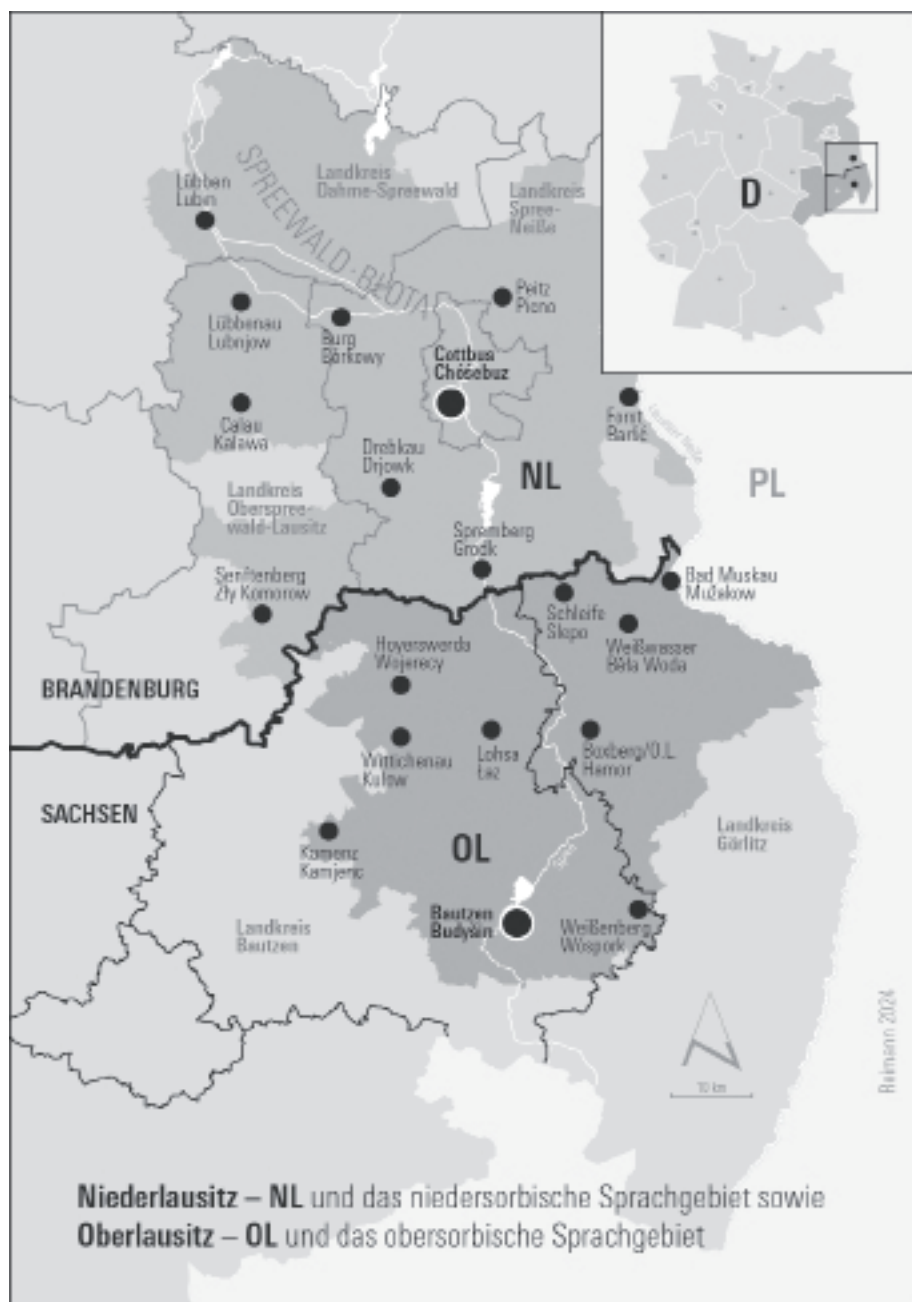 D
SPREEWALD · BŁOTA
Landkreis
Dahme-Spreewald
Landkreis
Spree-
Neiße
Lübben
Lubin
Peitz
Picnjo
Lübbenau
Lubnjow
Burg
Bórkowy
Cottbus
Chóśebuz
Calau
Kalawa
Forst
Baršć
Lausitzer Neiße
Drebkau
Drjowk
NL
PL
Landkreis
Oberspree-
wald-Lausitz
Spremberg
Grodk
Senftenberg
Zły Komorow
Bad Muskau
Mužakow
Schleife
Slepo
Weißwasser
Běła Woda
Hoyerswerda
Wojerecy
BRANDENBURG
Wittichenau
Kulow
Lohsa
Łaz
Boxberg/O.L.
Hamor
SACHSEN
Landkreis
Görlitz
Kamenz
Kamjenc
OL
Landkreis
Bautzen
Bautzen
Budyšin
Weißenberg
Wóspork
10 km
Reimann 2024
Niederlausitz – NL und das niedersorbische Sprachgebiet sowie
Oberlausitz – OL und das obersorbische Sprachgebiet